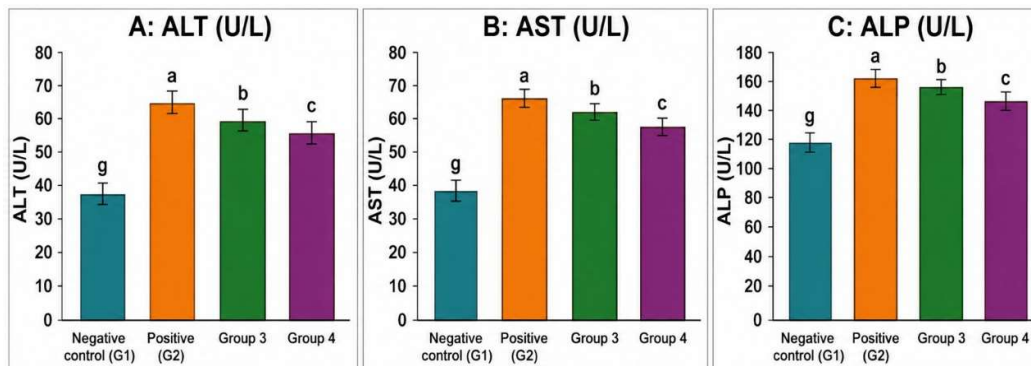 A: ALT (U/L)
ALT (U/L)
80
70
60
50
40
30
20
10
0
g
a
b
c
Negative control (G1)
Positive (G2)
Group 3
Group 4
B: AST (U/L)
AST (U/L)
80
70
60
50
40
30
20
10
0
g
a
b
c
Negative control (G1)
Positive (G2)
Group 3
Group 4
C: ALP (U/L)
ALP (U/L)
180
160
140
120
160
80
60
40
20
0
g
a
b
c
Negative control (G1)
Positive (G2)
Group 3
Group 4